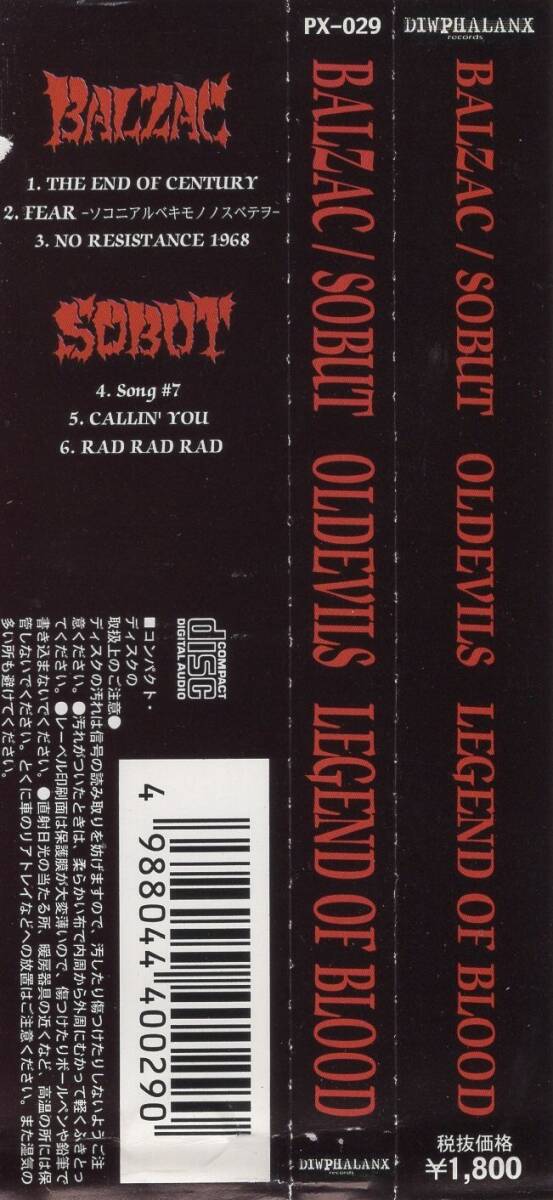 BALZAC
1. THE END OF CENTURY
2. FEAR -ソコニアルベキモノノスベテヲ-
3. NO RESISTANCE 1968
SOBUT
4. Song #7
5. CALLIN' YOU
6. RAD RAD RAD
COMPACT
disc
DIGITAL AUDIO
■コンパクト・
ディスクの
取扱上のご注意●
ディスクの汚れは信号の読み取りを妨げますので、汚したり傷つけたりしないようご注
意ください。●汚れがついたときは、柔らかい布で内周から外周にむかって軽くふきとっ
てください。●レーベル印刷面は保護膜が大変薄いので、傷つけたりボールペンや鉛筆で
書き込まないでください。●直射日光の当たる所、暖房器具の近くなど、高温の所には保
管しないでください。とくに車のリアトレイなどへの放置はご注意ください。また湿気の
多い所も避けてください。
4 988044 400290
PX-029
BALZAC / SOBUT OLDEVILS LEGEND OF BLOOD
DIWPHALANX
DIWPHALANX
records
BALZAC / SOBUT OLDEVILS LEGEND OF BLOOD
税抜価格
¥1,800